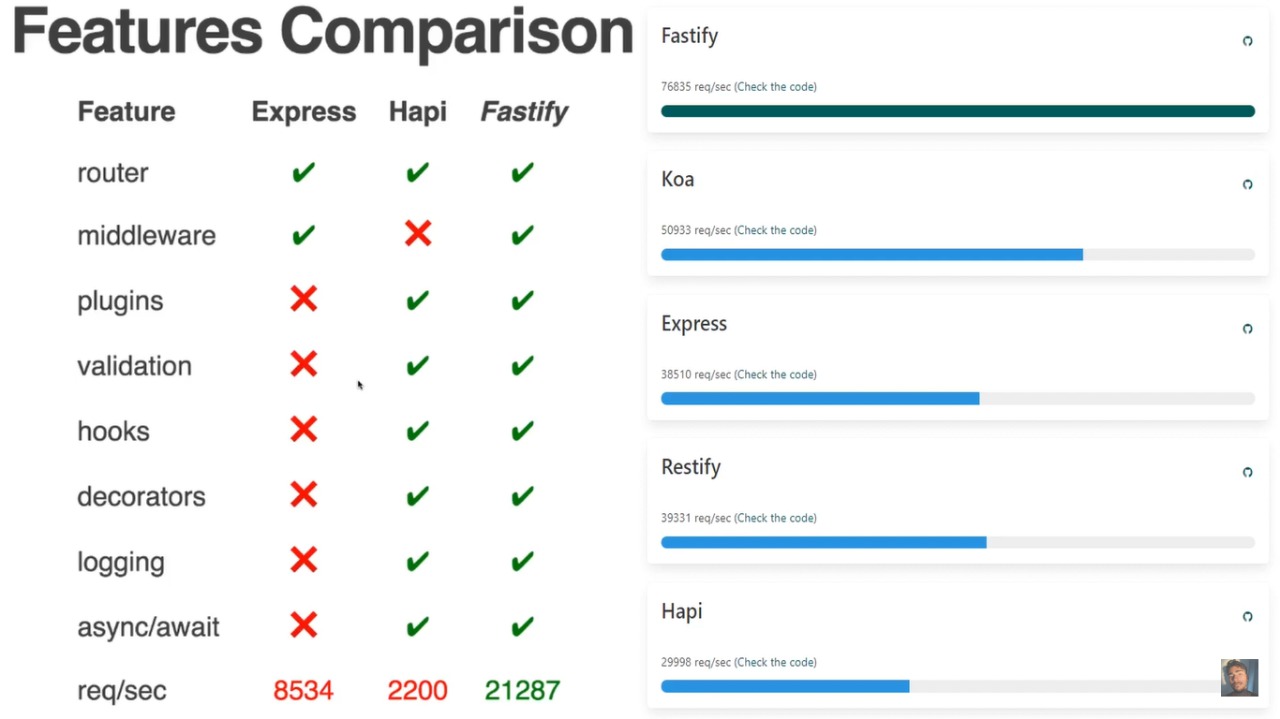 Features Comparison
Feature Express Hapi Fastify
router ✔ ✔ ✔
middleware ✔ ✕ ✔
plugins ✕ ✔ ✔
validation ✕ ✔ ✔
hooks ✕ ✔ ✔
decorators ✕ ✔ ✔
logging ✕ ✔ ✔
async/await ✕ ✔ ✔
req/sec 8534 2200 21287
Fastify
76835 req/sec (Check the code)
Koa
50933 req/sec (Check the code)
Express
38510 req/sec (Check the code)
Restify
39331 req/sec (Check the code)
Hapi
29998 req/sec (Check the code)